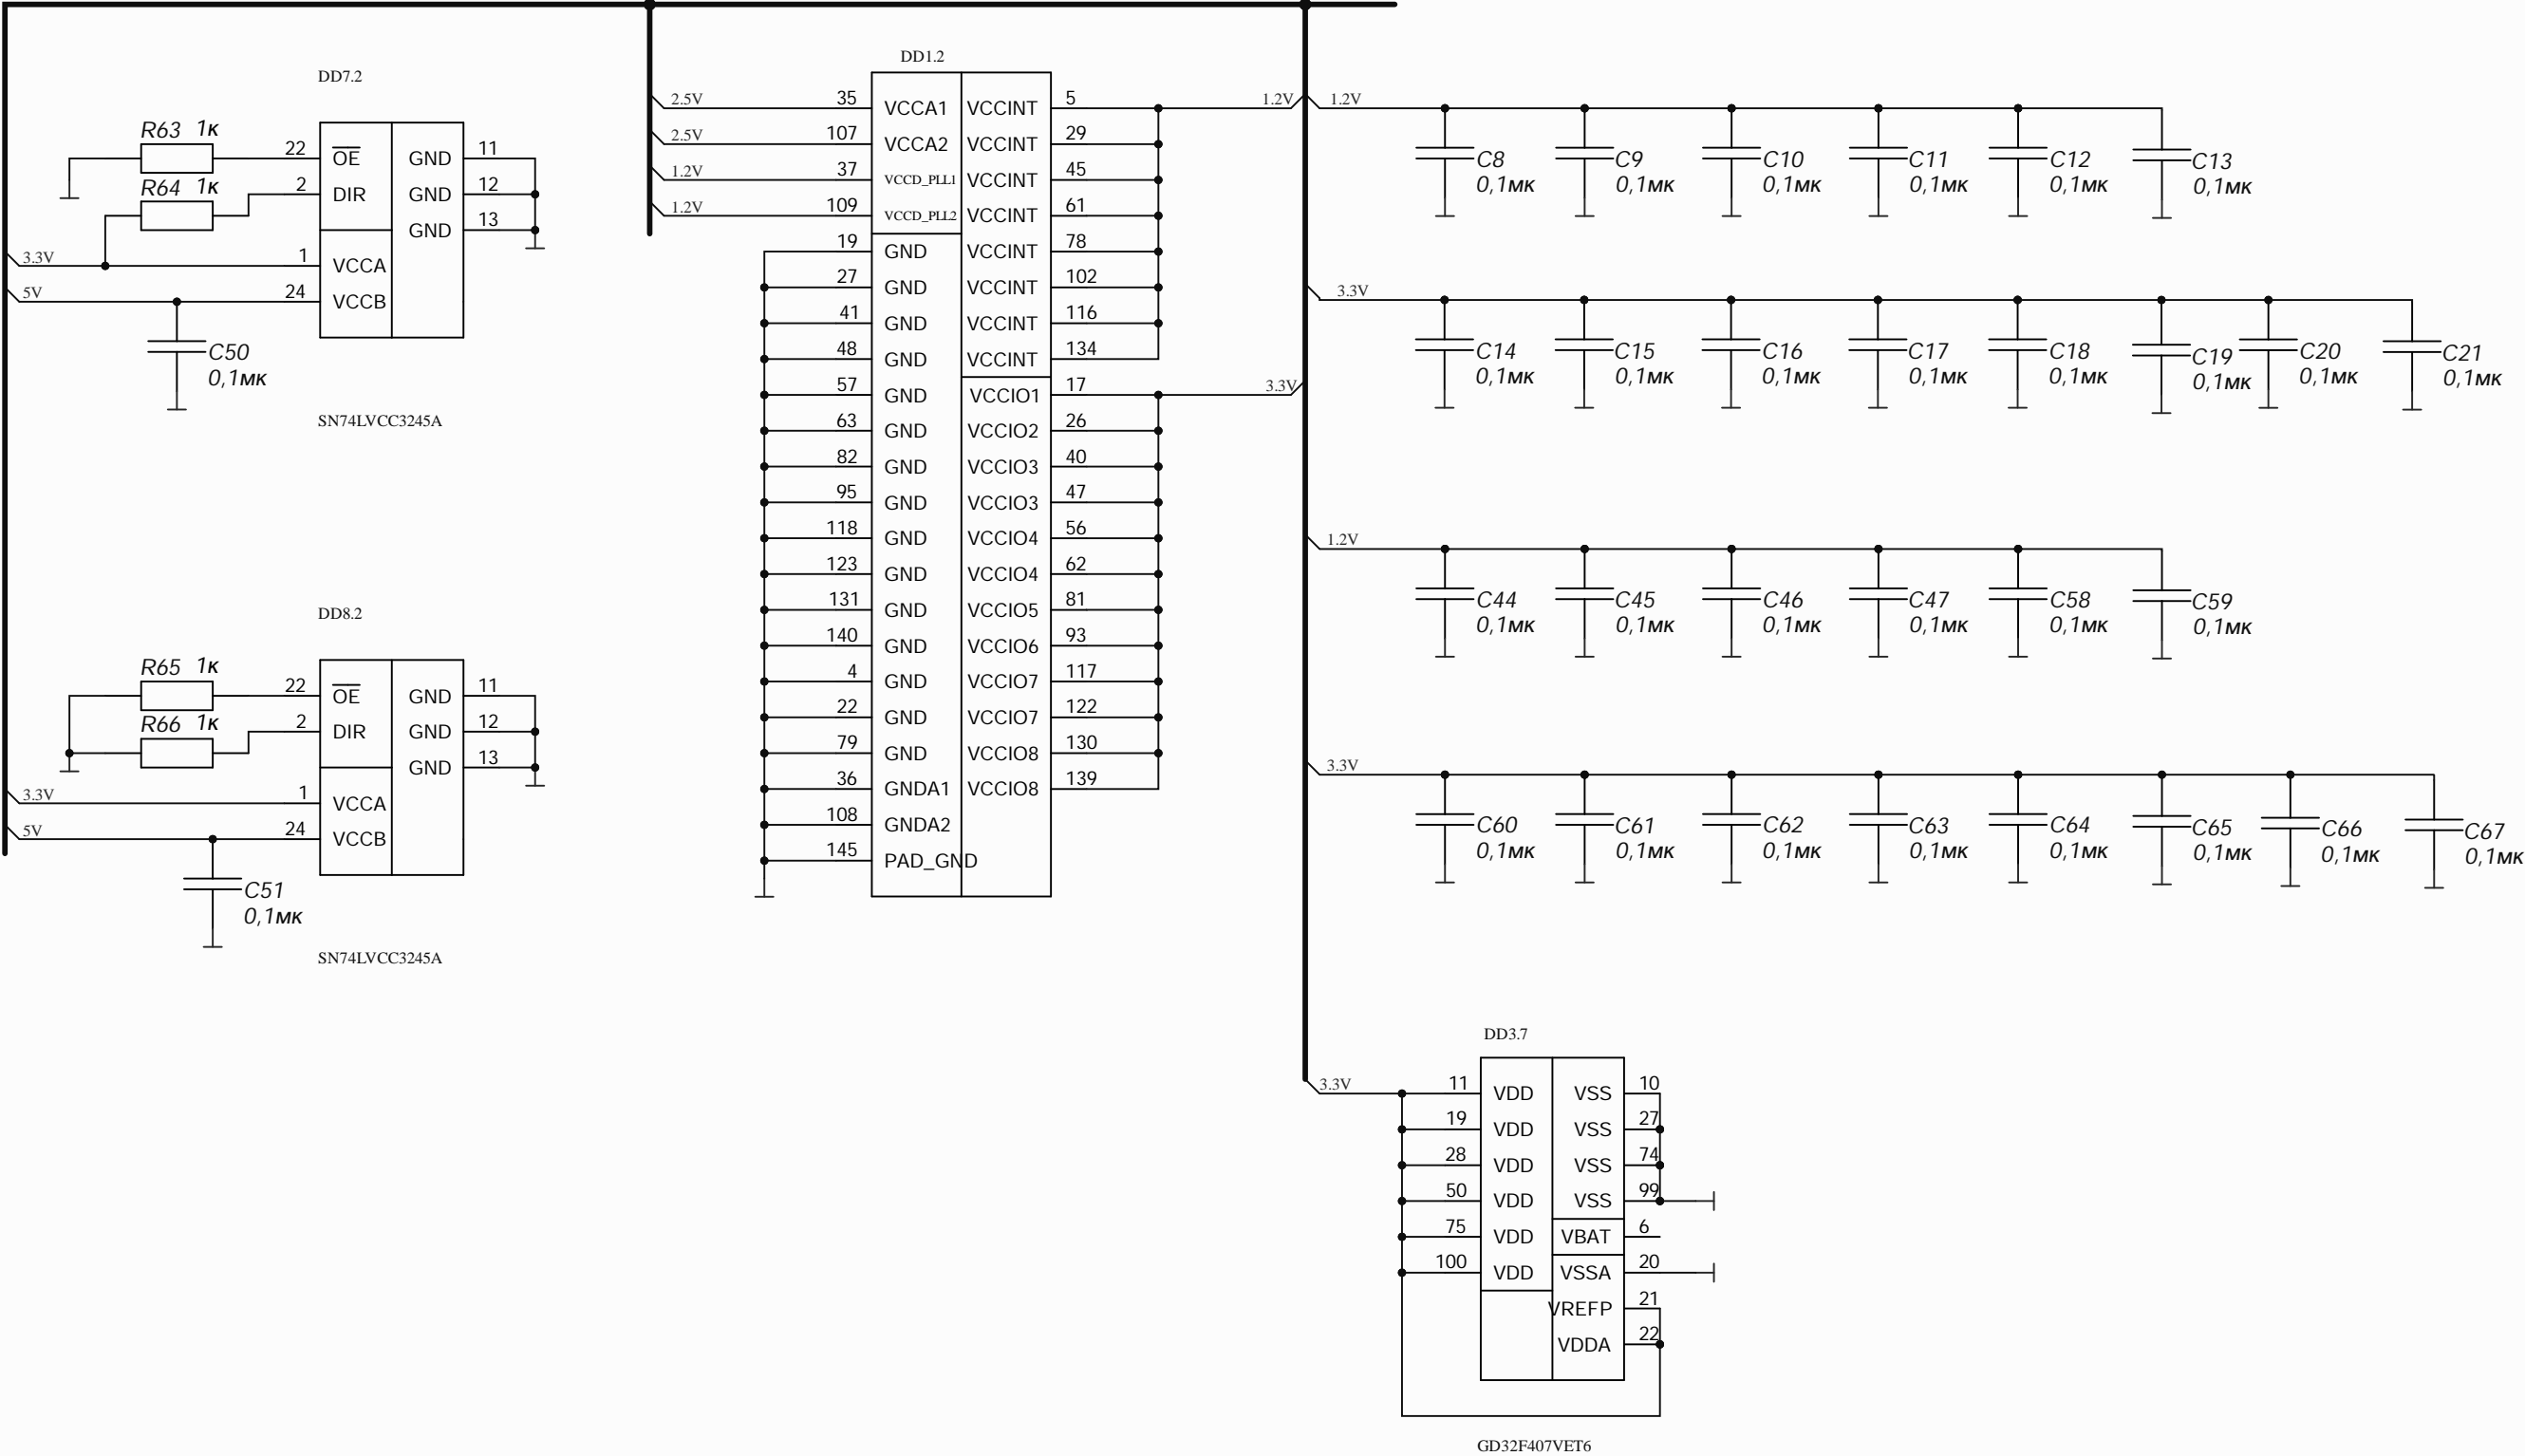 DD7.2
R63 1к
22 OE GND 11
R64 1к
2 DIR GND 12
GND 13
3.3V 1 VCCA
5V 24 VCCB
C50
0,1мк
SN74LVCC3245A
DD8.2
R65 1к
22 OE GND 11
R66 1к
2 DIR GND 12
GND 13
3.3V 1 VCCA
5V 24 VCCB
C51
0,1мк
SN74LVCC3245A
DD1.2
2.5V 35 VCCA1 VCCINT 5 1.2V
2.5V 107 VCCA2 VCCINT 29
1.2V 37 VCCD_PLL1 VCCINT 45
1.2V 109 VCCD_PLL2 VCCINT 61
19 GND VCCINT 78
27 GND VCCINT 102
41 GND VCCINT 116
48 GND VCCINT 134
57 GND VCCIO1 17 3.3V
63 GND VCCIO2 26
82 GND VCCIO3 40
95 GND VCCIO3 47
118 GND VCCIO4 56
123 GND VCCIO4 62
131 GND VCCIO5 81
140 GND VCCIO6 93
4 GND VCCIO7 117
22 GND VCCIO7 122
79 GND VCCIO8 130
36 GNDA1 VCCIO8 139
108 GNDA2
145 PAD_GND
1.2V
C8 C9 C10 C11 C12 C13
0,1мк 0,1мк 0,1мк 0,1мк 0,1мк 0,1мк
3.3V
C14 C15 C16 C17 C18 C19 C20 C21
0,1мк 0,1мк 0,1мк 0,1мк 0,1мк 0,1мк 0,1мк 0,1мк
1.2V
C44 C45 C46 C47 C58 C59
0,1мк 0,1мк 0,1мк 0,1мк 0,1мк 0,1мк
3.3V
C60 C61 C62 C63 C64 C65 C66 C67
0,1мк 0,1мк 0,1мк 0,1мк 0,1мк 0,1мк 0,1мк 0,1мк
DD3.7
3.3V 11 VDD VSS 10
19 VDD VSS 27
28 VDD VSS 74
50 VDD VSS 99
75 VDD VBAT 6
100 VDD VSSA 20
VREFP 21
VDDA 22
GD32F407VET6